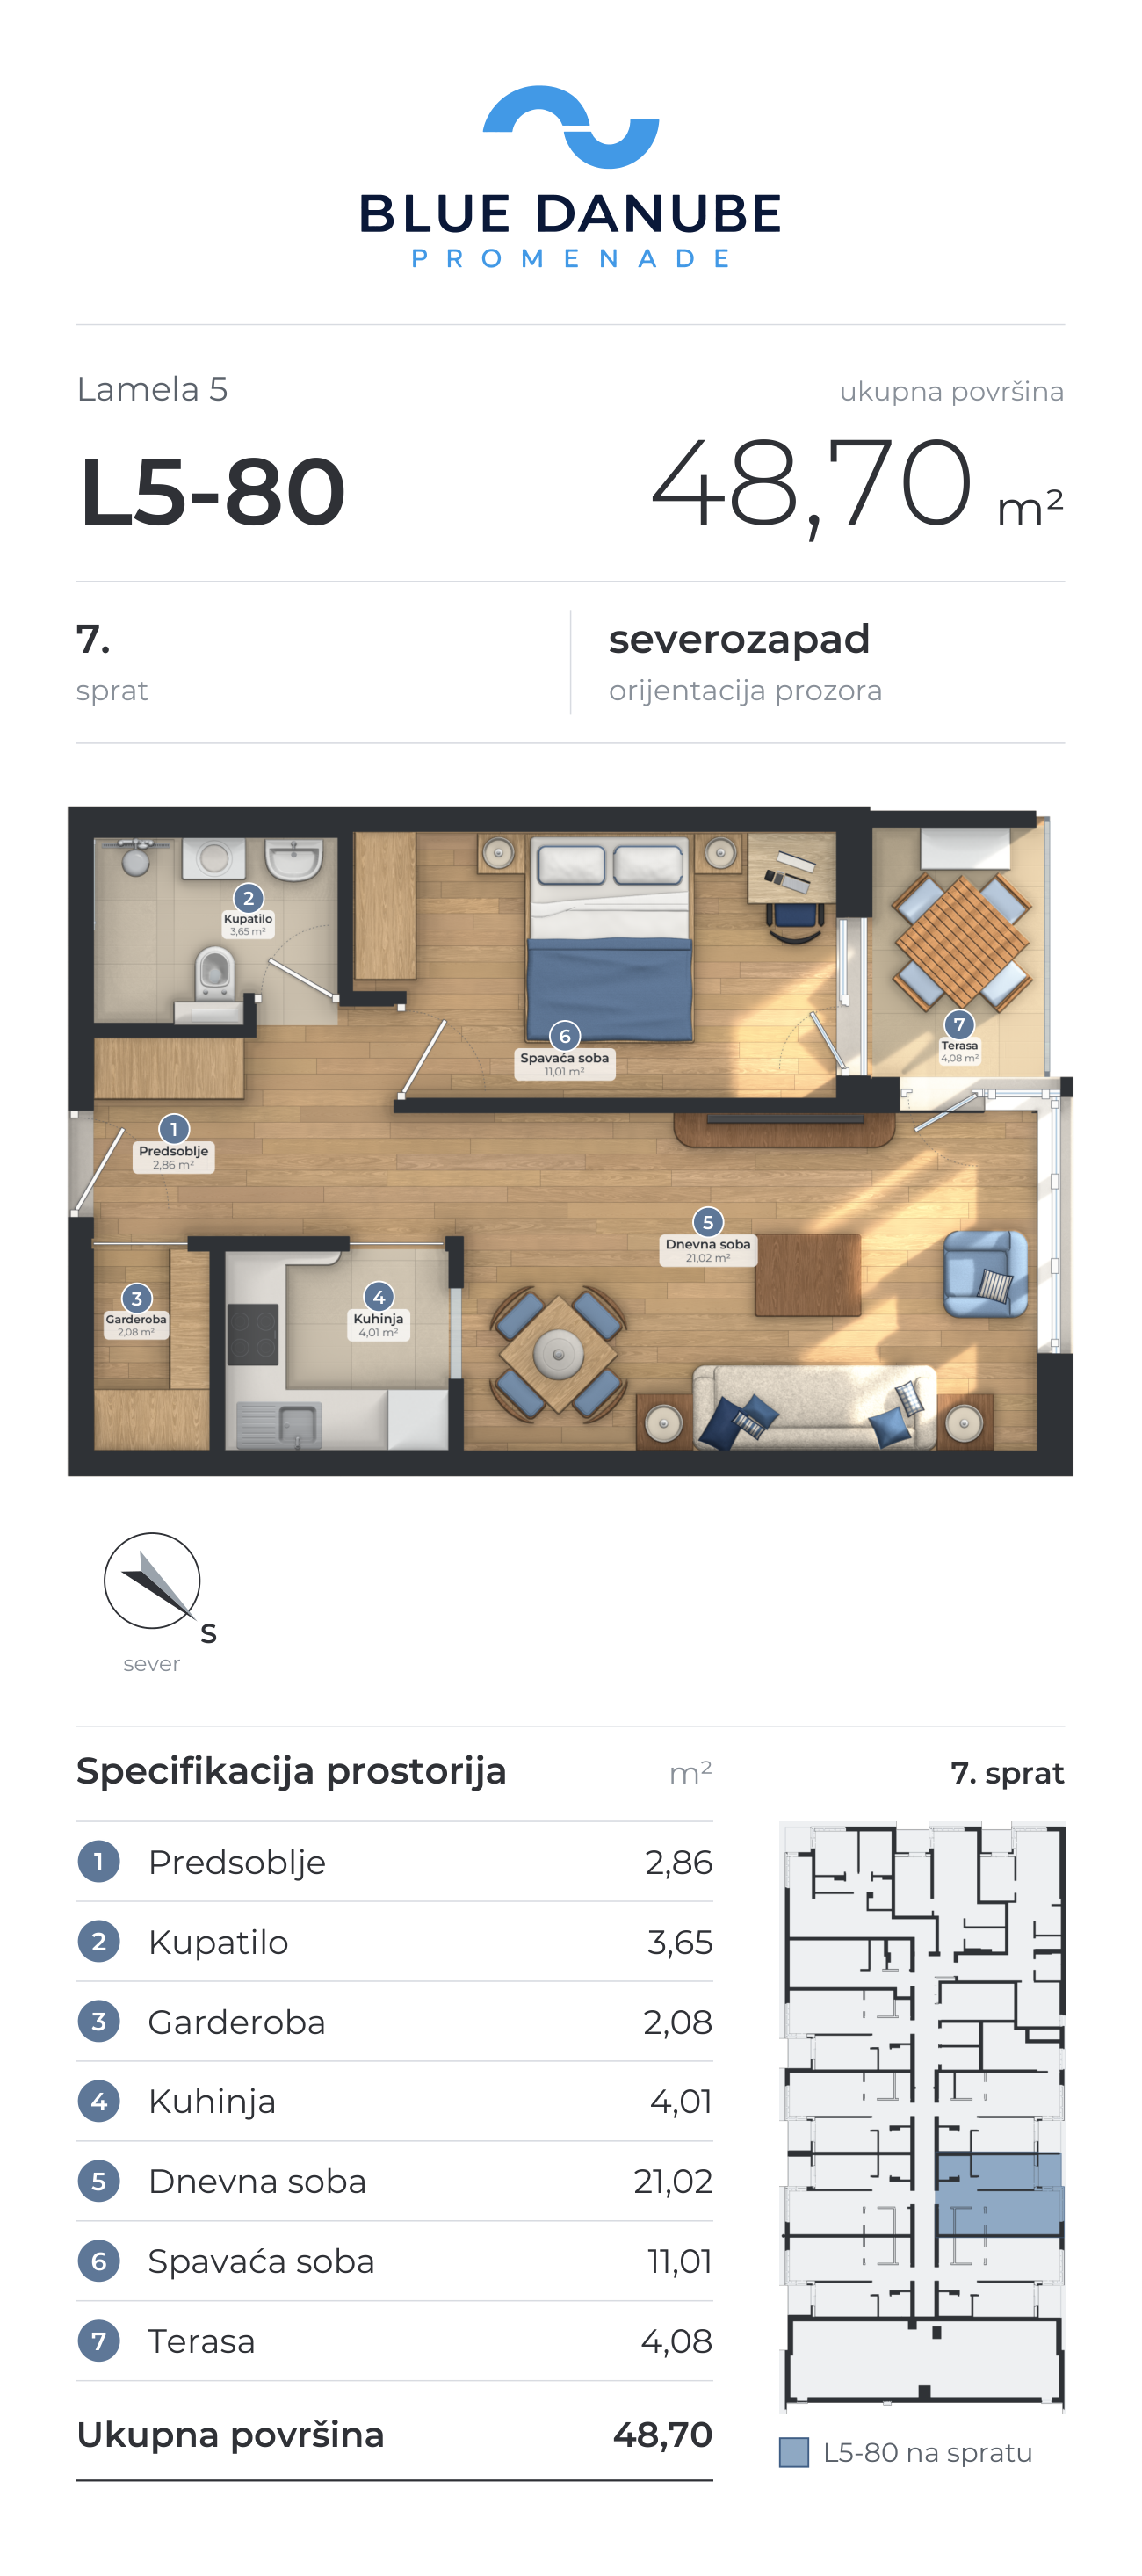 BLUE DANUBE
PROMENADE
Lamela 5
ukupna površina
L5-80
48,70 m²
7.
sprat
severozapad
orijentacija prozora
2
Kupatilo
3,65 m²
6
Spavaća soba
11,01 m²
7
Terasa
4,08 m²
1
Predsoblje
2,86 m²
5
Dnevna soba
21,02 m²
3
Garderoba
2,08 m²
4
Kuhinja
4,01 m²
S
sever
Specifikacija prostorija m²
7. sprat
1 Predsoblje 2,86
2 Kupatilo 3,65
3 Garderoba 2,08
4 Kuhinja 4,01
5 Dnevna soba 21,02
6 Spavaća soba 11,01
7 Terasa 4,08
Ukupna površina 48,70
L5-80 na spratu